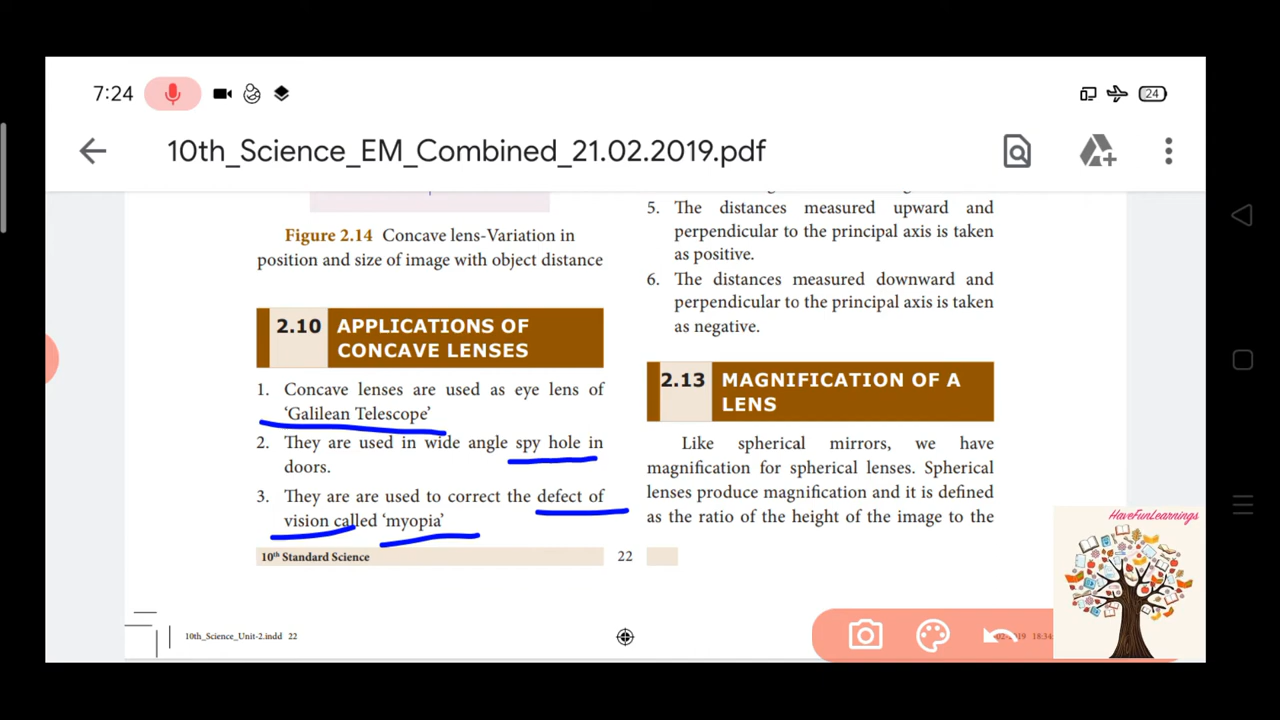 7:24
24
10th_Science_EM_Combined_21.02.2019.pdf
Figure 2.14 Concave lens-Variation in
position and size of image with object distance
2.10 APPLICATIONS OF
CONCAVE LENSES
1. Concave lenses are used as eye lens of
‘Galilean Telescope’
2. They are used in wide angle spy hole in
doors.
3. They are are used to correct the defect of
vision called ‘myopia’
10th Standard Science
22
5. The distances measured upward and
perpendicular to the principal axis is taken
as positive.
6. The distances measured downward and
perpendicular to the principal axis is taken
as negative.
2.13 MAGNIFICATION OF A
LENS
Like spherical mirrors, we have
magnification for spherical lenses. Spherical
lenses produce magnification and it is defined
as the ratio of the height of the image to the
HaveFunLearnings
10th_Science_Unit-2.indd 22